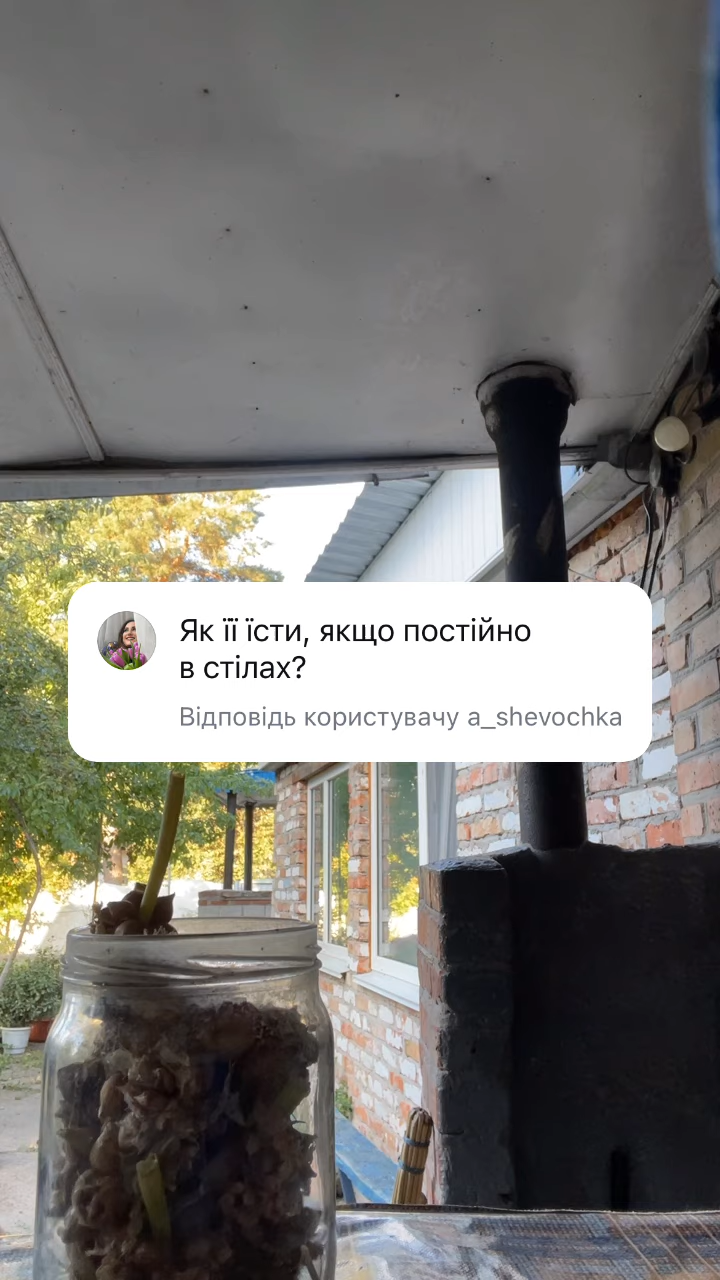 Як її їсти, якщо постійно
в стілах?
Відповідь користувачу a_shevochka